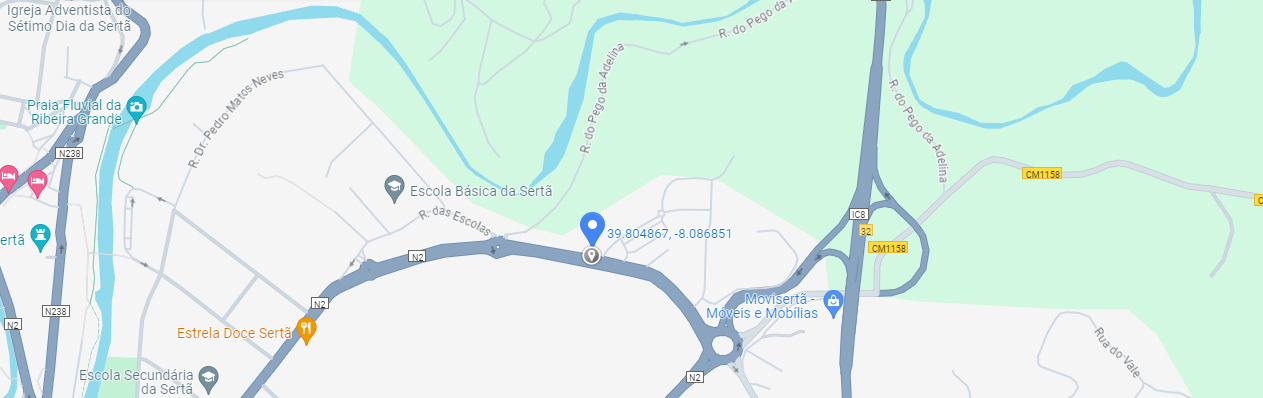 Igreja Adventista do
Sétimo Dia da Sertã
R. do Pego da A
R. do Pego da Adelina
R. do Pego da Adelina
R. Dr. Pedro Matos Neves
Praia Fluvial da
Ribeira Grande
N238
CM1158
C
Escola Básica da Sertã
R. das Escolas
IC8
32
CM1158
ertã
39.804867, -8.086851
N2
N2
N238
N2
Movisertã -
Móveis e Mobílias
Estrela Doce Sertã
Rua do Vale
Escola Secundária
da Sertã
N2